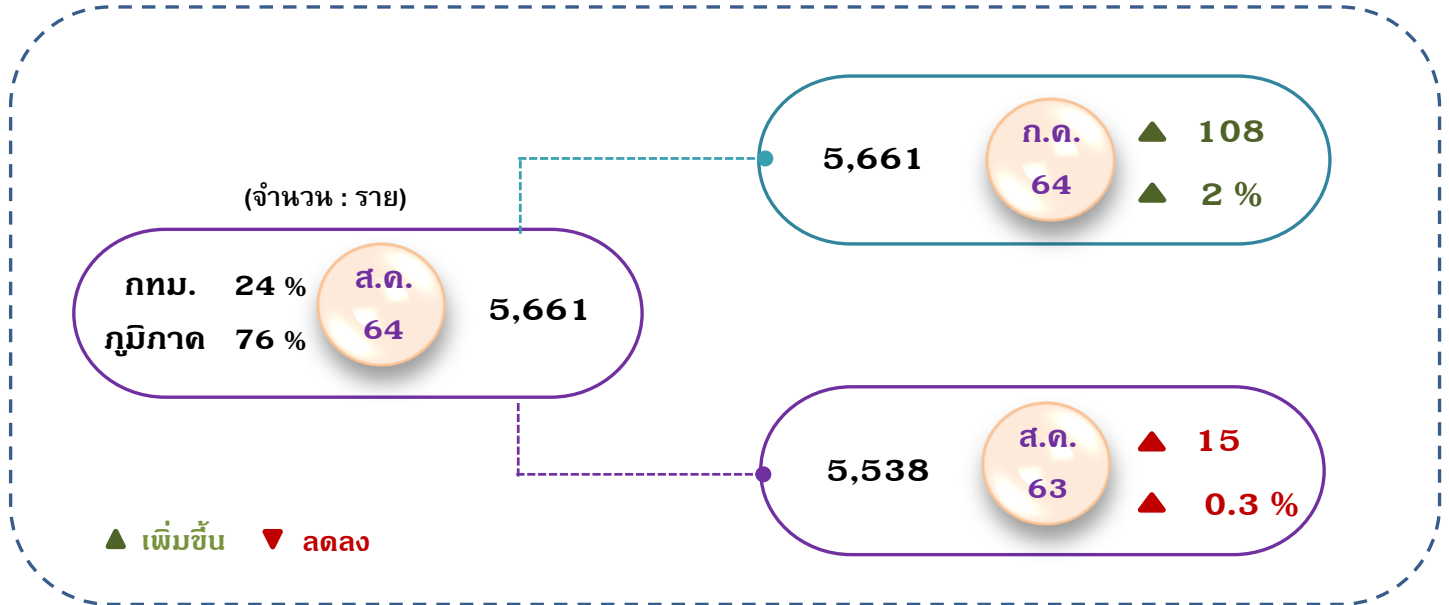 (จำนวน : ราย)
กทม. 24 %
ภูมิภาค 76 %
ส.ค.
64
5,661
5,661
ก.ค.
64
▲ 108
▲ 2 %
5,538
ส.ค.
63
▲ 15
▲ 0.3 %
▲ เพิ่มขึ้น ▼ ลดลง